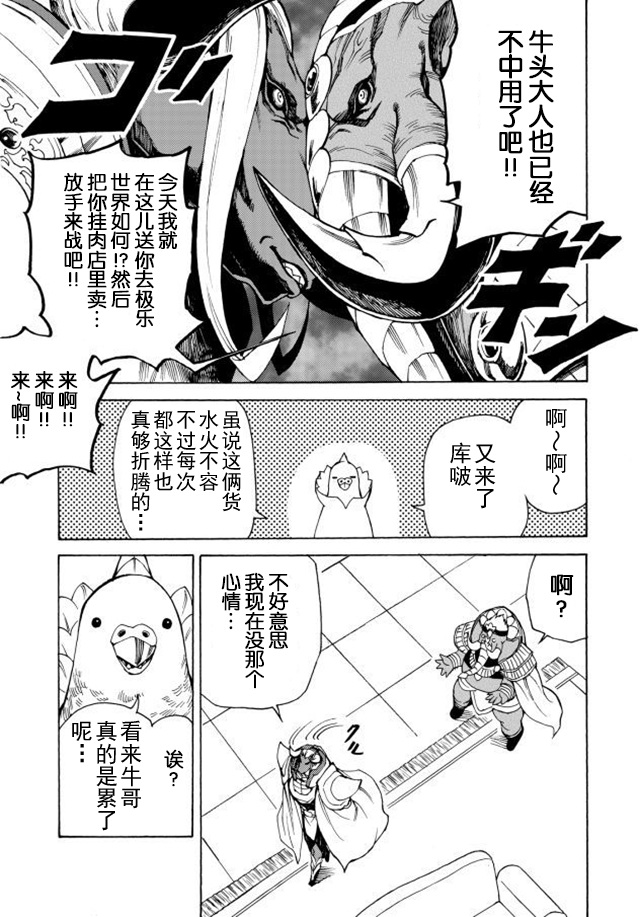 牛头大人也已经
不中用了吧!!
ゴッ
今天我就
在这儿送你去极乐
世界如何!?然后
把你挂肉店里卖…
放手来战吧!!
ギン
来啊!!
来啊!!
来~啊!!
啊~啊~
又来了
库啵
虽说这俩货
水火不容
不过每次
都这样也
真够折腾的…
啊?
不好意思
我现在没那个
心情…
诶?
看来牛哥
真的是累了
呢…